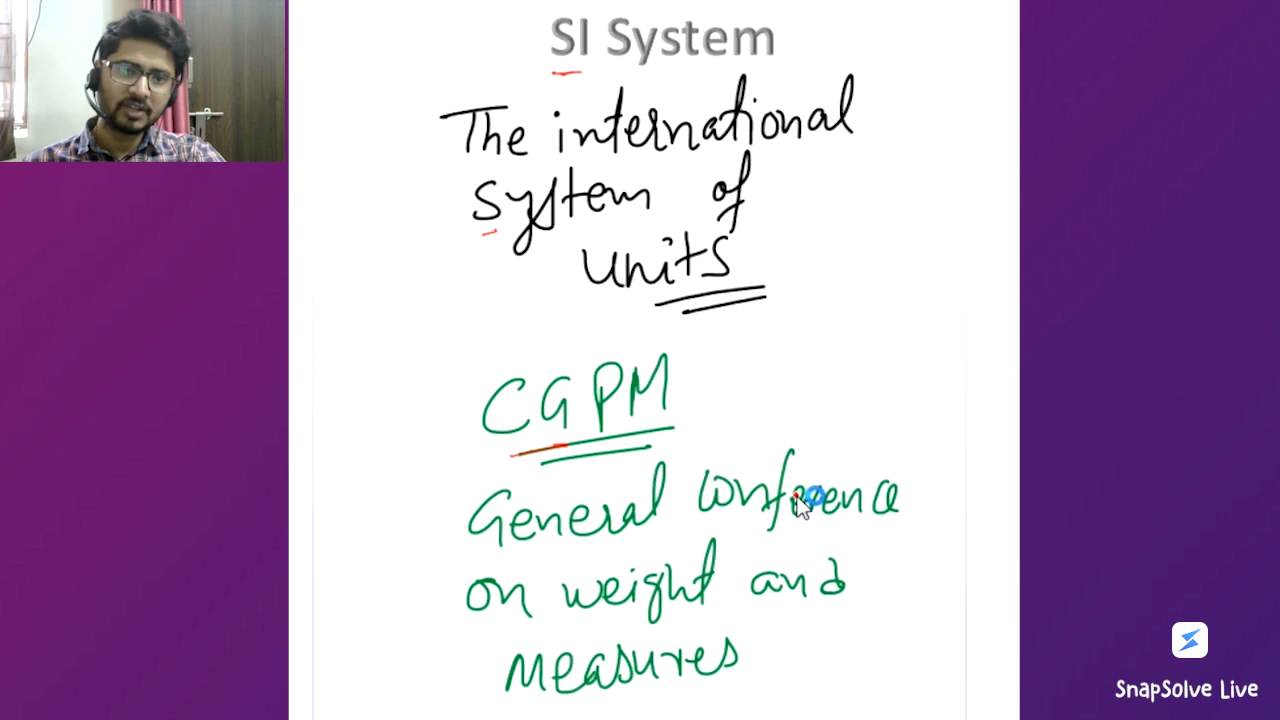 SI System
The international
system of
units
CGPM
General conference
on weight and
measures
SnapSolve Live